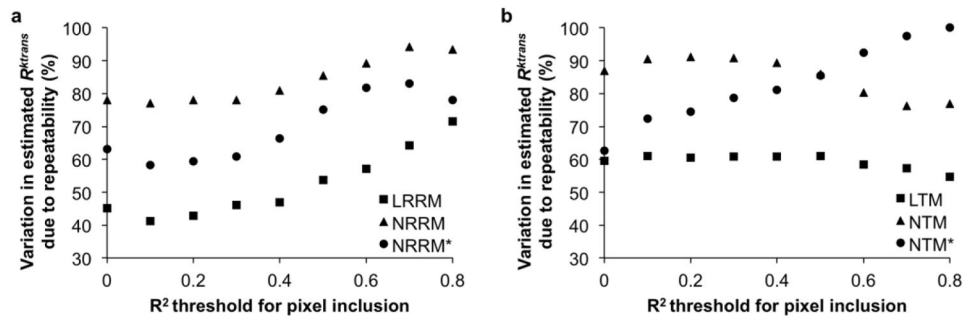 a
Variation in estimated R^ktrans
due to repeatability (%)
100
90
80
70
60
50
40
30
0
0.2
0.4
0.6
0.8
LRRM
NRRM
NRRM*
R² threshold for pixel inclusion
b
Variation in estimated R^ktrans
due to repeatability (%)
100
90
80
70
60
50
40
30
0
0.2
0.4
0.6
0.8
LTM
NTM
NTM*
R² threshold for pixel inclusion